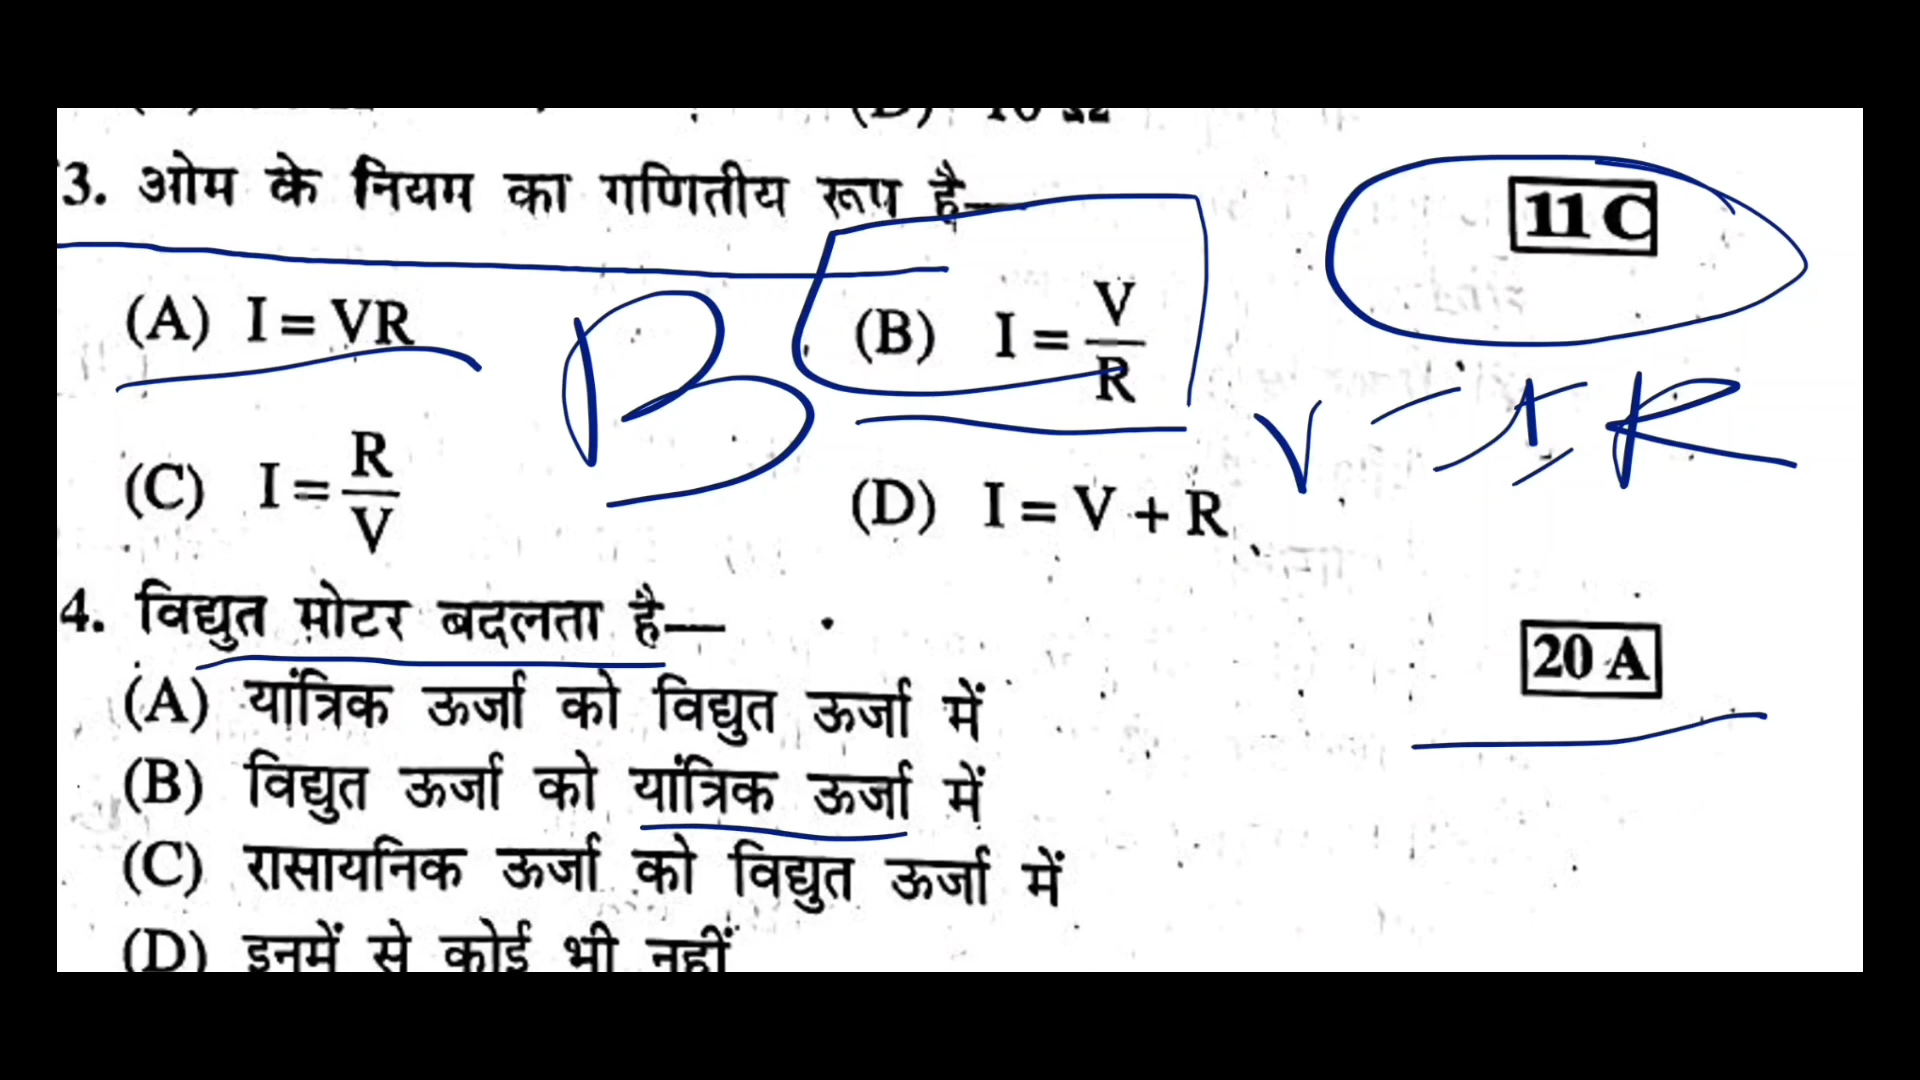 3. ओम के नियम का गणितीय रूप है—
11 C
(A) I = VR
(B) I = V/R
B
V = IR
(C) I = R/V
(D) I = V + R
4. विद्युत मोटर बदलता है—
20 A
(A) यांत्रिक ऊर्जा को विद्युत ऊर्जा में
(B) विद्युत ऊर्जा को यांत्रिक ऊर्जा में
(C) रासायनिक ऊर्जा को विद्युत ऊर्जा में
(D) इनमें से कोई भी नहीं